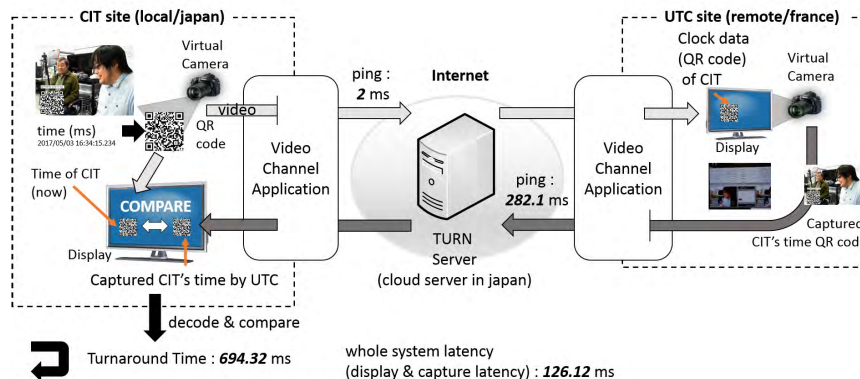 CIT site (local/japan)
Virtual
Camera
video
time (ms)
2017/05/03 16:34:15.234
QR
code
Time of CIT
(now)
COMPARE
Display
Captured CIT's time by UTC
decode & compare
Turnaround Time : 694.32 ms
Video
Channel
Application
ping :
2 ms
Internet
ping :
282.1 ms
TURN
Server
(cloud server in japan)
whole system latency
(display & capture latency) : 126.12 ms
Video
Channel
Application
UTC site (remote/france)
Clock data
(QR code)
of CIT
Virtual
Camera
Display
Captured
CIT's time QR cod